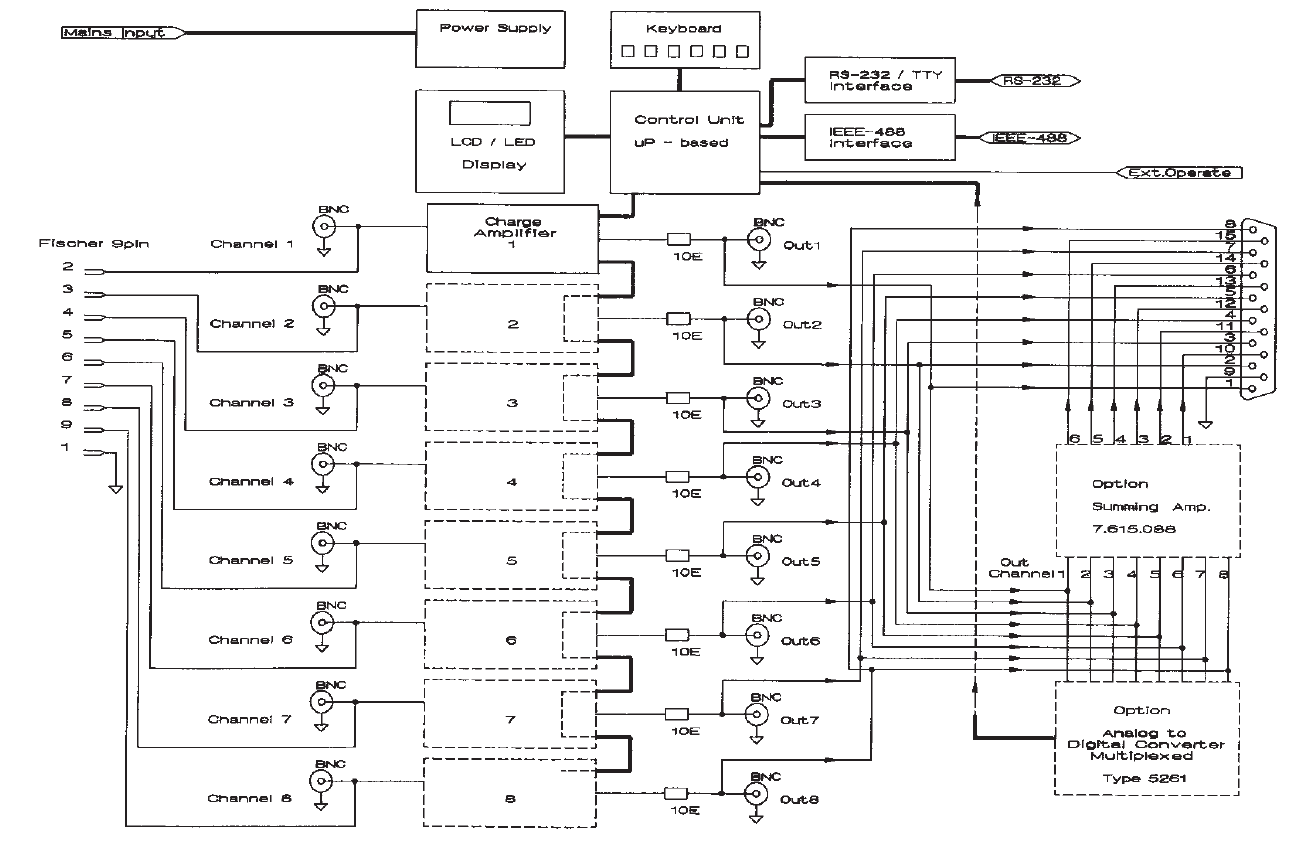 Mains Input
Power Supply
Keyboard
RS-232 / TTY
Interface
RS-232
LCD / LED
Display
Control Unit
uP - based
IEEE-488
Interface
IEEE-488
Ext.Operate
Fischer 9pin
2
3
4
5
6
7
8
9
1
Channel 1
BNC
Charge
Amplifier
1
10E
BNC
Out1
Channel 2
BNC
2
10E
BNC
Out2
Channel 3
BNC
3
10E
BNC
Out3
Channel 4
BNC
4
10E
BNC
Out4
Channel 5
BNC
5
10E
BNC
Out5
Channel 6
BNC
6
10E
BNC
Out6
Channel 7
BNC
7
10E
BNC
Out7
Channel 8
BNC
8
10E
BNC
Out8
8
15
7
14
6
13
5
12
4
11
3
10
2
9
1
6 5 4 3 2 1
Option
Summing Amp.
7.615.088
Out
Channel 1 2 3 4 5 6 7 8
Option
Analog to
Digital Converter
Multiplexed
Type 5261